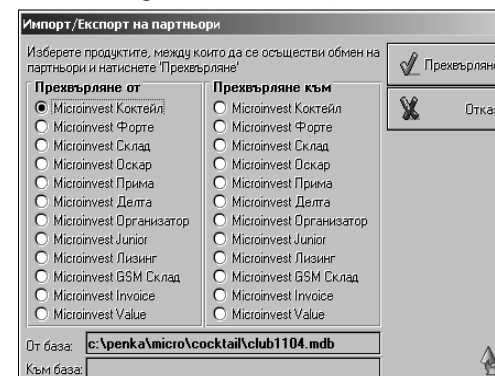 Импорт/Експорт на партньори
Изберете продуктите, между които да се осъществи обмен на
партньори и натиснете 'Прехвърляне'
Прехвърляне
Отказ
Прехвърляне от
Microinvest Коктейл
Microinvest Форте
Microinvest Склад
Microinvest Оскар
Microinvest Прима
Microinvest Делта
Microinvest Организатор
Microinvest Junior
Microinvest Лизинг
Microinvest GSM Склад
Microinvest Invoice
Microinvest Value
Прехвърляне към
Microinvest Коктейл
Microinvest Форте
Microinvest Склад
Microinvest Оскар
Microinvest Прима
Microinvest Делта
Microinvest Организатор
Microinvest Junior
Microinvest Лизинг
Microinvest GSM Склад
Microinvest Invoice
Microinvest Value
От база: c:\penka\micro\cocktail\club1104.mdb
Към база: